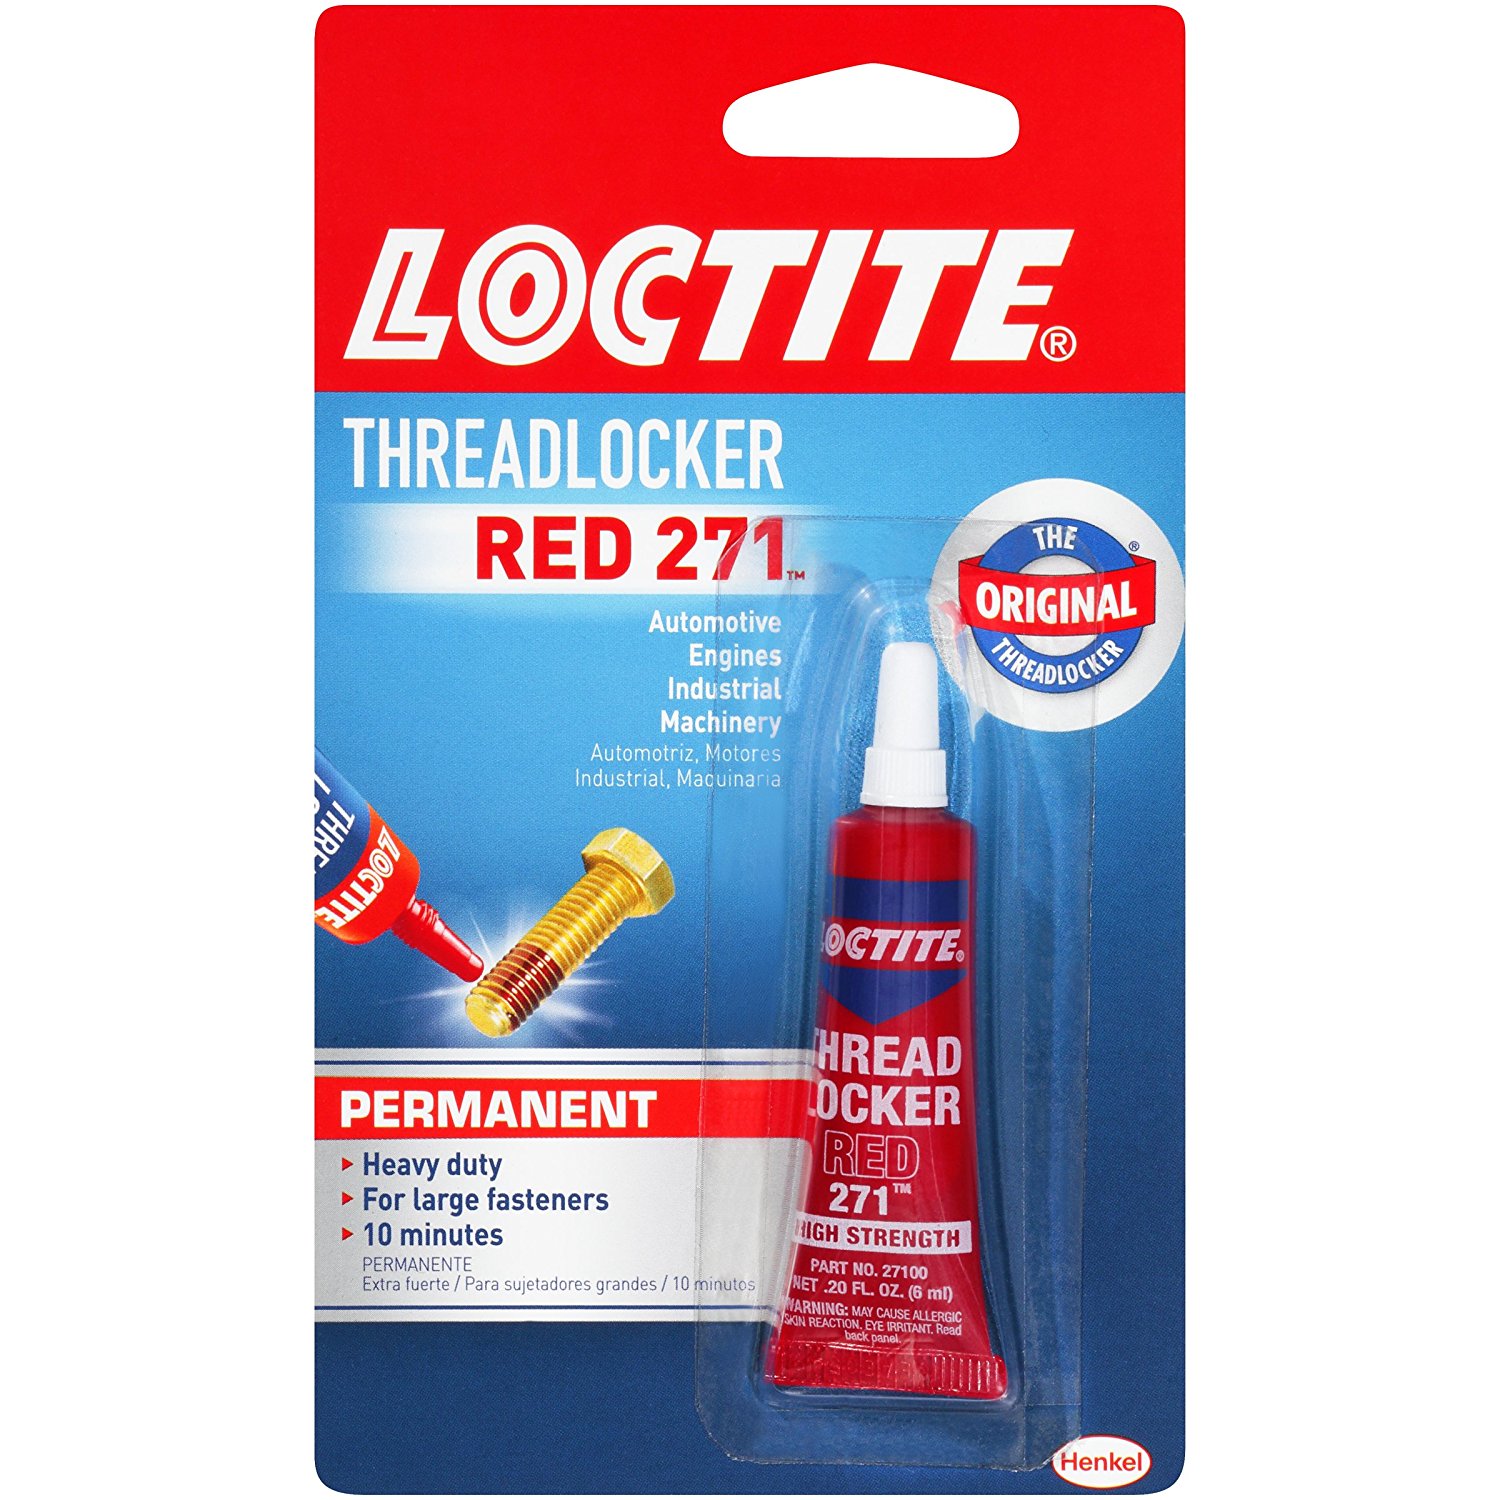 LOCTITE®
THREADLOCKER
RED 271™
Automotive
Engines
Industrial
Machinery
Automotriz, Motores
Industrial, Maquinaria
THE
ORIGINAL®
THREADLOCKER
LOCTITE
PERMANENT
Heavy duty
For large fasteners
10 minutes
PERMANENTE
Extra fuerte / Para sujetadores grandes / 10 minutos
LOCTITE®
THREAD
LOCKER
RED
271™
HIGH STRENGTH
PART NO. 27100
NET .20 FL. OZ. (6 ml)
WARNING: MAY CAUSE ALLERGIC
SKIN REACTION. EYE IRRITANT. Read
back panel.
Henkel